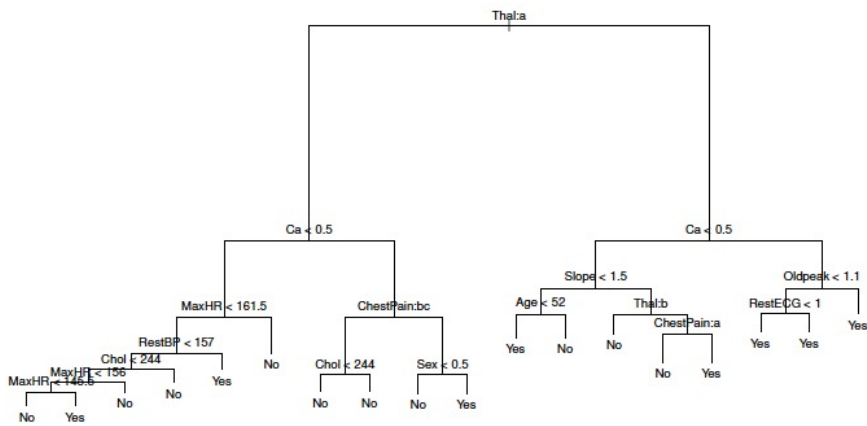 Thal:a
Ca < 0.5
Ca < 0.5
Slope < 1.5
Oldpeak < 1.1
MaxHR < 161.5
ChestPain:bc
Age < 52
Thal:b
RestECG < 1
ChestPain:a
Yes
Yes
Yes
RestBP < 157
Yes
No
No
No
Yes
Chol < 244
No
Chol < 244
Sex < 0.5
MaxHR < 156
MaxHR < 145.5
Yes
No
No
No
No
No
No
Yes
No
Yes